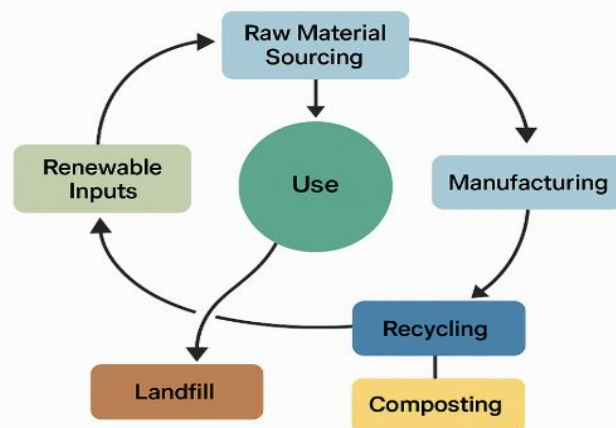 Raw Material
Sourcing
Renewable
Inputs
Use
Manufacturing
Recycling
Landfill
Composting